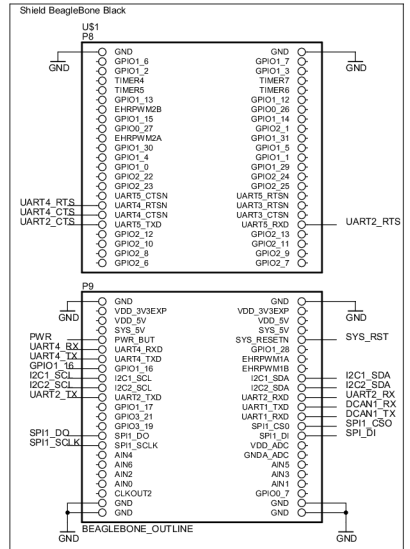 Shield BeagleBone Black
U$1
P8
GND GND
GND GND
GPIO1_6 GPIO1_7
GPIO1_2 GPIO1_3
TIMER4 TIMER7
TIMER5 TIMER6
GPIO1_13 GPIO1_12
EHRPWM2B GPIO0_26
GPIO1_15 GPIO1_14
GPIO0_27 GPIO2_1
EHRPWM2A GPIO1_31
GPIO1_30 GPIO1_5
GPIO1_4 GPIO1_1
GPIO1_0 GPIO1_29
GPIO2_22 GPIO2_24
GPIO2_23 GPIO2_25
UART5_CTSN UART5_RTSN
UART4_RTS UART4_RTSN UART3_RTSN
UART4_CTS UART4_CTSN UART3_CTSN
UART2_CTS UART5_TXD UART5_RXD UART2_RTS
GPIO2_12 GPIO2_13
GPIO2_10 GPIO2_11
GPIO2_8 GPIO2_9
GPIO2_6 GPIO2_7
P9
GND GND
GND VDD_3V3EXP VDD_3V3EXP GND
VDD_5V VDD_5V
SYS_5V SYS_5V
PWR PWR_BUT SYS_RESETN SYS_RST
UART4_RX UART4_RXD GPIO1_28
UART4_TX UART4_TXD EHRPWM1A
GPIO1_16 GPIO1_16 EHRPWM1B
I2C1_SCL I2C1_SCL I2C1_SDA I2C1_SDA
I2C2_SCL I2C2_SCL I2C2_SDA I2C2_SDA
UART2_TX UART2_TXD UART2_RXD UART2_RX
GPIO1_17 UART1_TXD DCAN1_RX
GPIO3_21 UART1_RXD DCAN1_TX
GPIO3_19 SPI1_CS0 SPI1_CSO
SPI1_DO SPI1_DO SPI1_DI SPI_DI
SPI1_SCLK SPI1_SCLK VDD_ADC
AIN4 GNDA_ADC
AIN6 AIN5
AIN2 AIN3
AIN0 AIN1
CLKOUT2 GPIO0_7
GND GND
GND GND
BEAGLEBONE_OUTLINE
GND GND